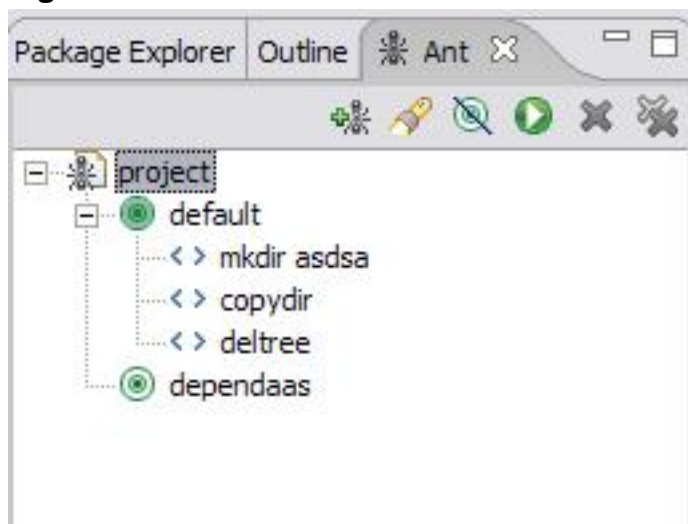 Package Explorer Outline Ant
project
default
< > mkdir asdsa
< > copydir
< > deltree
dependaas